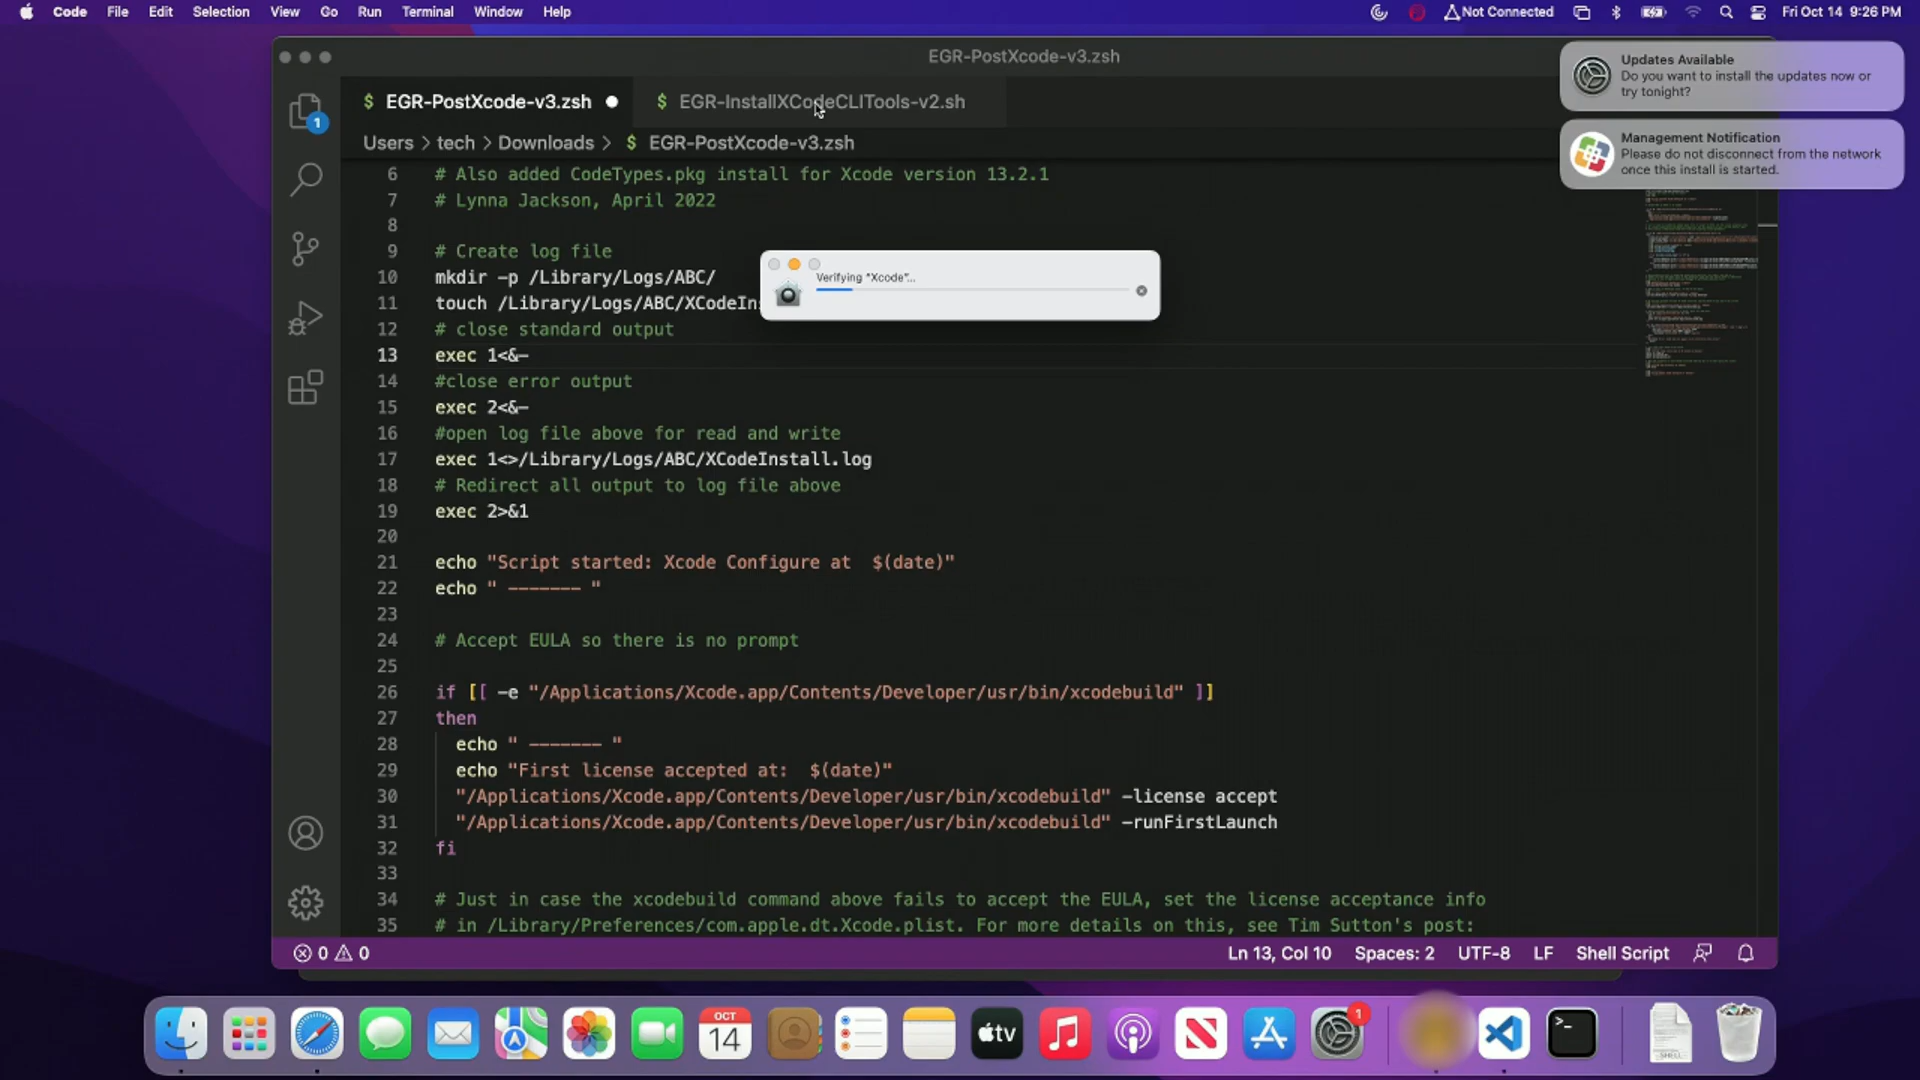 Code File Edit Selection View Go Run Terminal Window Help
Not Connected
Fri Oct 14 9:26 PM
EGR-PostXcode-v3.zsh
Updates Available
Do you want to install the updates now or
try tonight?
Management Notification
Please do not disconnect from the network
once this install is started.
1
$ EGR-PostXcode-v3.zsh
$ EGR-InstallXCodeCLITools-v2.sh
Users > tech > Downloads > $ EGR-PostXcode-v3.zsh
6 # Also added CodeTypes.pkg install for Xcode version 13.2.1
7 # Lynna Jackson, April 2022
8
9 # Create log file
10 mkdir -p /Library/Logs/ABC/
11 touch /Library/Logs/ABC/XCodeIns
Verifying "Xcode"...
12 # close standard output
13 exec 1<&-
14 #close error output
15 exec 2<&-
16 #open log file above for read and write
17 exec 1<>/Library/Logs/ABC/XCodeInstall.log
18 # Redirect all output to log file above
19 exec 2>&1
20
21 echo "Script started: Xcode Configure at  $(date)"
22 echo " ------- "
23
24 # Accept EULA so there is no prompt
25
26 if [[ -e "/Applications/Xcode.app/Contents/Developer/usr/bin/xcodebuild" ]]
27 then
28 echo " ------- "
29 echo "First license accepted at:  $(date)"
30 "/Applications/Xcode.app/Contents/Developer/usr/bin/xcodebuild" -license accept
31 "/Applications/Xcode.app/Contents/Developer/usr/bin/xcodebuild" -runFirstLaunch
32 fi
33
34 # Just in case the xcodebuild command above fails to accept the EULA, set the license acceptance info
35 # in /Library/Preferences/com.apple.dt.Xcode.plist. For more details on this, see Tim Sutton's post:
0 0
Ln 13, Col 10 Spaces: 2 UTF-8 LF Shell Script
OCT
14
tv
1
>_
SHELL